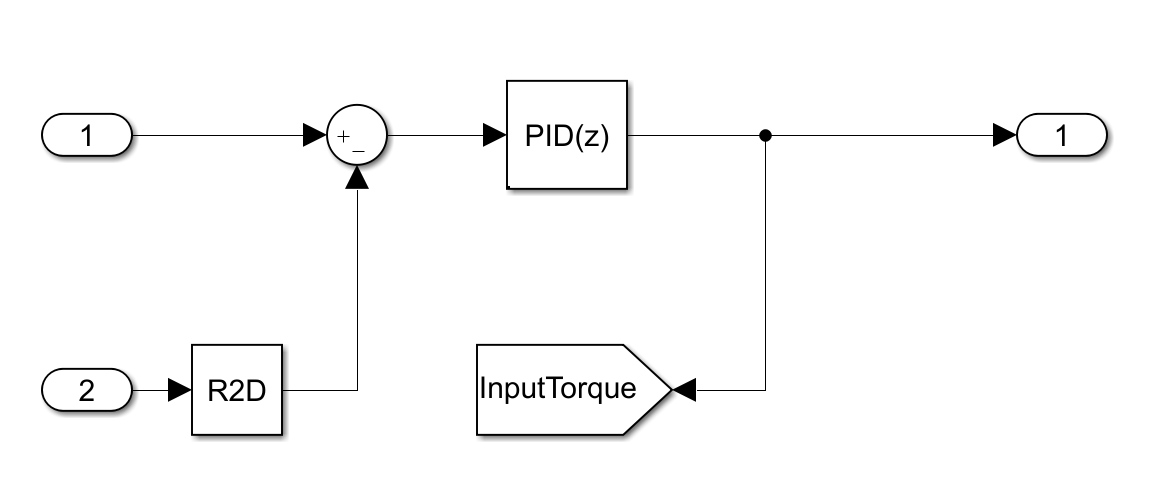 1
+
_
PID(z)
1
2
R2D
InputTorque